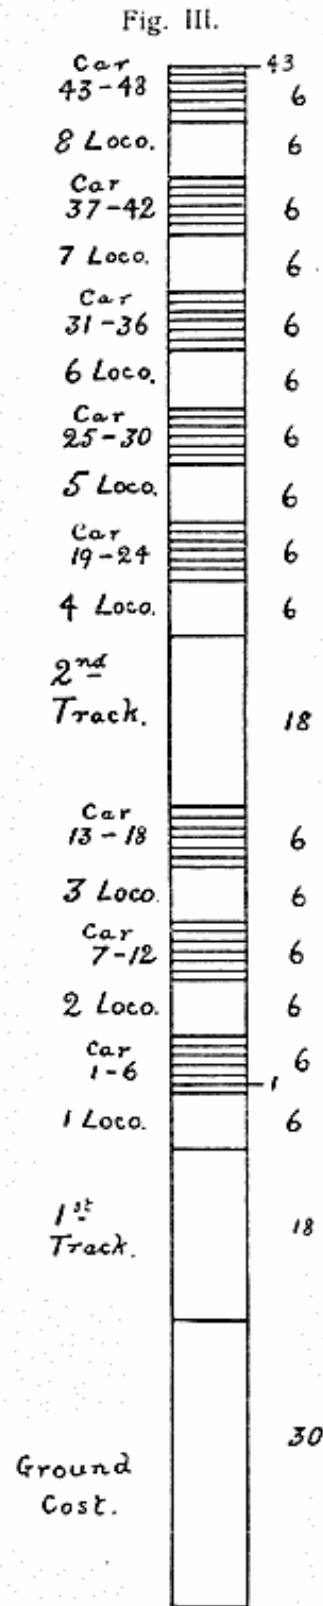 Fig. III.
Car 43
43-48 6
8 Loco. 6
Car
37-42 6
7 Loco. 6
Car
31-36 6
6 Loco. 6
Car
25-30 6
5 Loco. 6
Car
19-24 6
4 Loco. 6
2nd
Track. 18
Car
13-18 6
3 Loco. 6
Car
7-12 6
2 Loco. 6
Car 6
1-6 1
1 Loco. 6
1st 18
Track.
30
Ground
Cost.